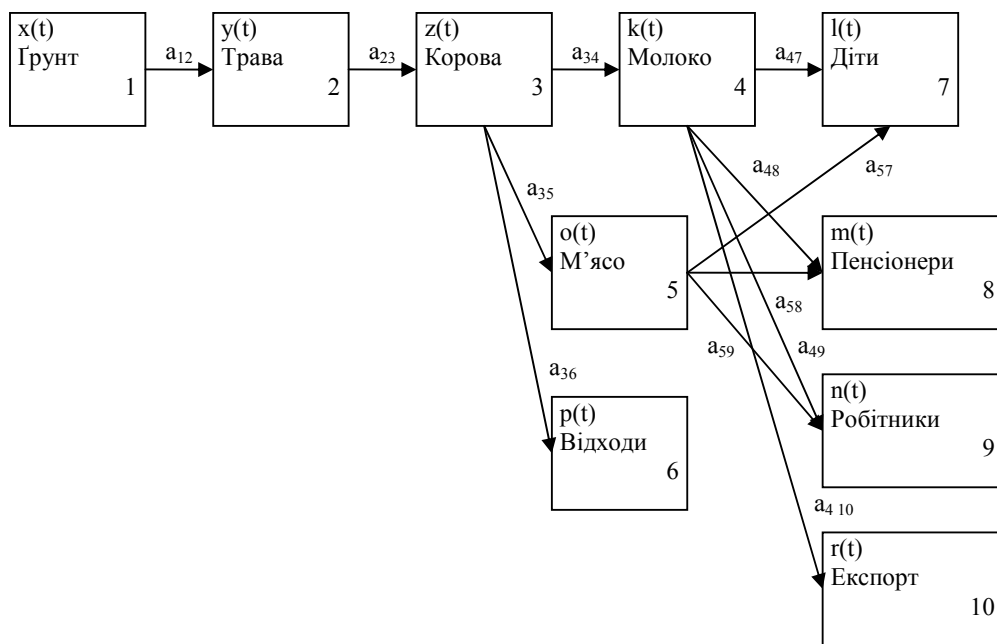 x(t)
Ґрунт
1
a12
y(t)
Трава
2
a23
z(t)
Корова
3
a34
k(t)
Молоко
4
a47
l(t)
Діти
7
a48
a57
a35
o(t)
М’ясо
5
m(t)
Пенсіонери
8
a58
a59
a49
a36
p(t)
Відходи
6
n(t)
Робітники
9
a4 10
r(t)
Експорт
10